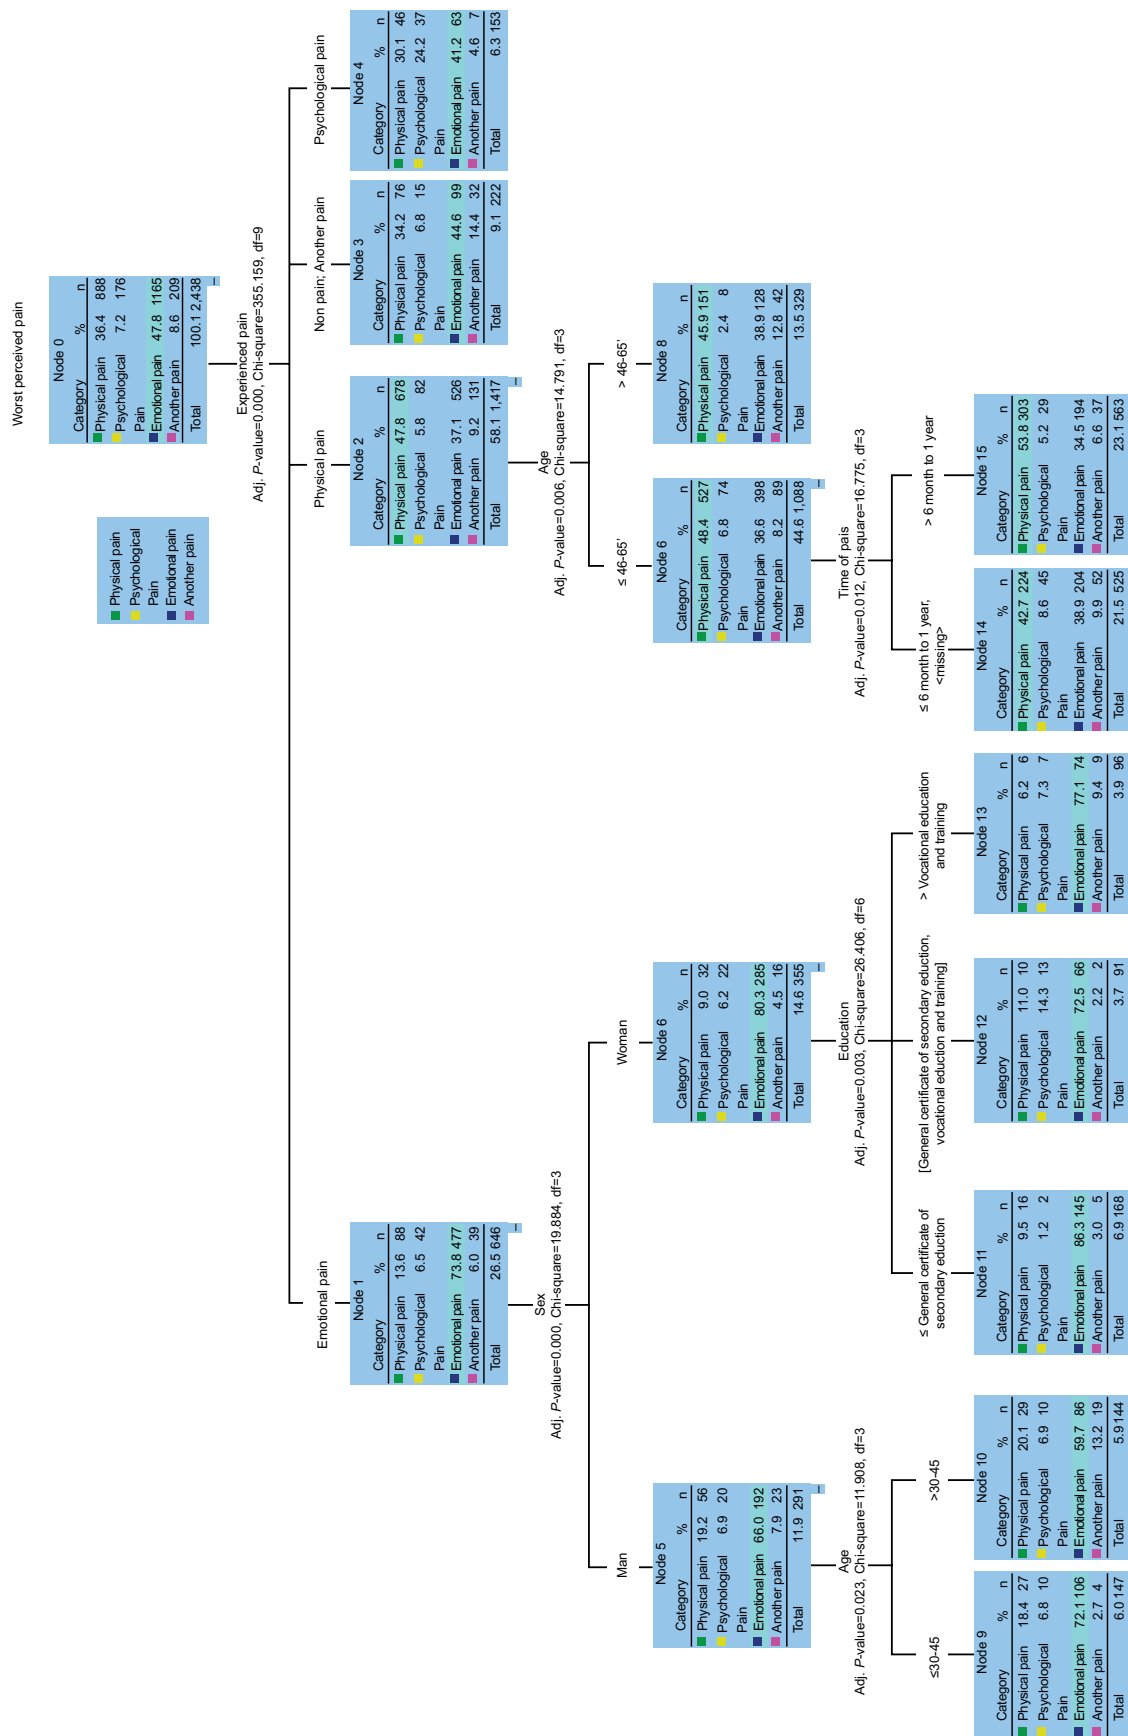 Worst perceived pain
Physical pain
Psychological
Pain
Emotional pain
Another pain
Node 0
Category % n
Physical pain 36.4 888
Psychological 7.2 176
Pain
Emotional pain 47.8 1165
Another pain 8.6 209
Total 100.1 2,438
Experienced pain
Adj. P-value=0.000, Chi-square=355.159, df=9
Emotional pain
Physical pain
Non pain; Another pain
Psychological pain
Node 1
Category % n
Physical pain 13.6 88
Psychological 6.5 42
Pain
Emotional pain 73.8 477
Another pain 6.0 39
Total 26.5 646
Node 2
Category % n
Physical pain 47.8 678
Psychological 5.8 82
Pain
Emotional pain 37.1 526
Another pain 9.2 131
Total 58.1 1,417
Node 3
Category % n
Physical pain 34.2 76
Psychological 6.8 15
Pain
Emotional pain 44.6 99
Another pain 14.4 32
Total 9.1 222
Node 4
Category % n
Physical pain 30.1 46
Psychological 24.2 37
Pain
Emotional pain 41.2 63
Another pain 4.6 7
Total 6.3 153
Sex
Adj. P-value=0.000, Chi-square=19.884, df=3
Age
Adj. P-value=0.006, Chi-square=14.791, df=3
Man
Woman
≤ 46-65'
> 46-65'
Node 5
Category % n
Physical pain 19.2 56
Psychological 6.9 20
Pain
Emotional pain 66.0 192
Another pain 7.9 23
Total 11.9 291
Node 6
Category % n
Physical pain 9.0 32
Psychological 6.2 22
Pain
Emotional pain 80.3 285
Another pain 4.5 16
Total 14.6 355
Node 6
Category % n
Physical pain 48.4 527
Psychological 6.8 74
Pain
Emotional pain 36.6 398
Another pain 8.2 89
Total 44.6 1,088
Node 8
Category % n
Physical pain 45.9 151
Psychological 2.4 8
Pain
Emotional pain 38.9 128
Another pain 12.8 42
Total 13.5 329
Age
Adj. P-value=0.023, Chi-square=11.908, df=3
Education
Adj. P-value=0.003, Chi-square=26.406, df=6
Time of pais
Adj. P-value=0.012, Chi-square=16.775, df=3
≤30-45
>30-45
≤ General certificate of
secondary eduction
[General certificate of secondary eduction,
vocational eduction and training]
> Vocational education
and training
≤ 6 month to 1 year,
<missing>
> 6 month to 1 year
Node 9
Category % n
Physical pain 18.4 27
Psychological 6.8 10
Pain
Emotional pain 72.1 106
Another pain 2.7 4
Total 6.0 147
Node 10
Category % n
Physical pain 20.1 29
Psychological 6.9 10
Pain
Emotional pain 59.7 86
Another pain 13.2 19
Total 5.9 144
Node 11
Category % n
Physical pain 9.5 16
Psychological 1.2 2
Pain
Emotional pain 86.3 145
Another pain 3.0 5
Total 6.9 168
Node 12
Category % n
Physical pain 11.0 10
Psychological 14.3 13
Pain
Emotional pain 72.5 66
Another pain 2.2 2
Total 3.7 91
Node 13
Category % n
Physical pain 6.2 6
Psychological 7.3 7
Pain
Emotional pain 77.1 74
Another pain 9.4 9
Total 3.9 96
Node 14
Category % n
Physical pain 42.7 224
Psychological 8.6 45
Pain
Emotional pain 38.9 204
Another pain 9.9 52
Total 21.5 525
Node 15
Category % n
Physical pain 53.8 303
Psychological 5.2 29
Pain
Emotional pain 34.5 194
Another pain 6.6 37
Total 23.1 563